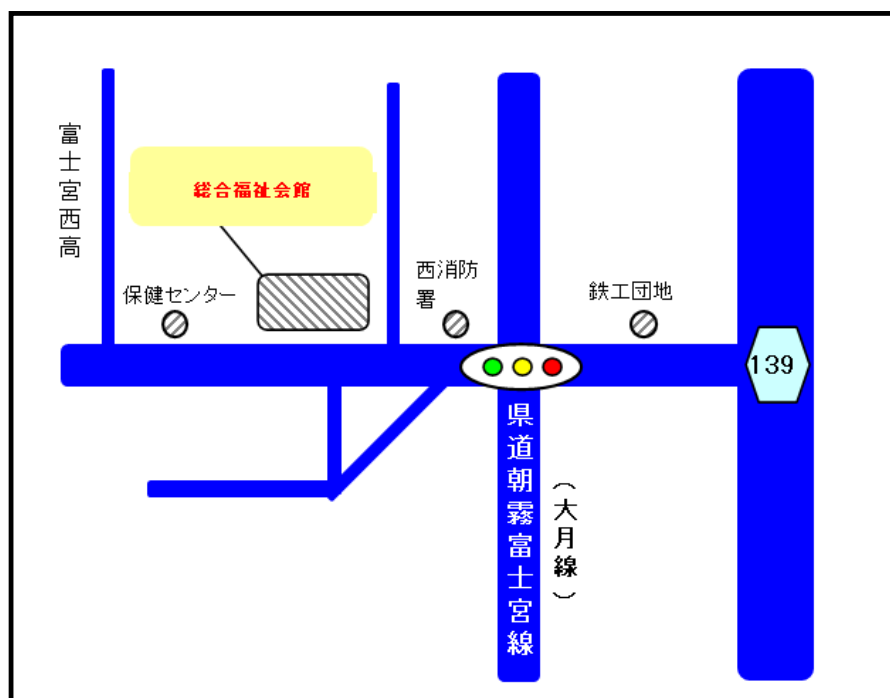 富士宮西高
総合福祉会館
保健センター
西消防
署
鉄工団地
139
県道朝霧富士宮線
（大月線）